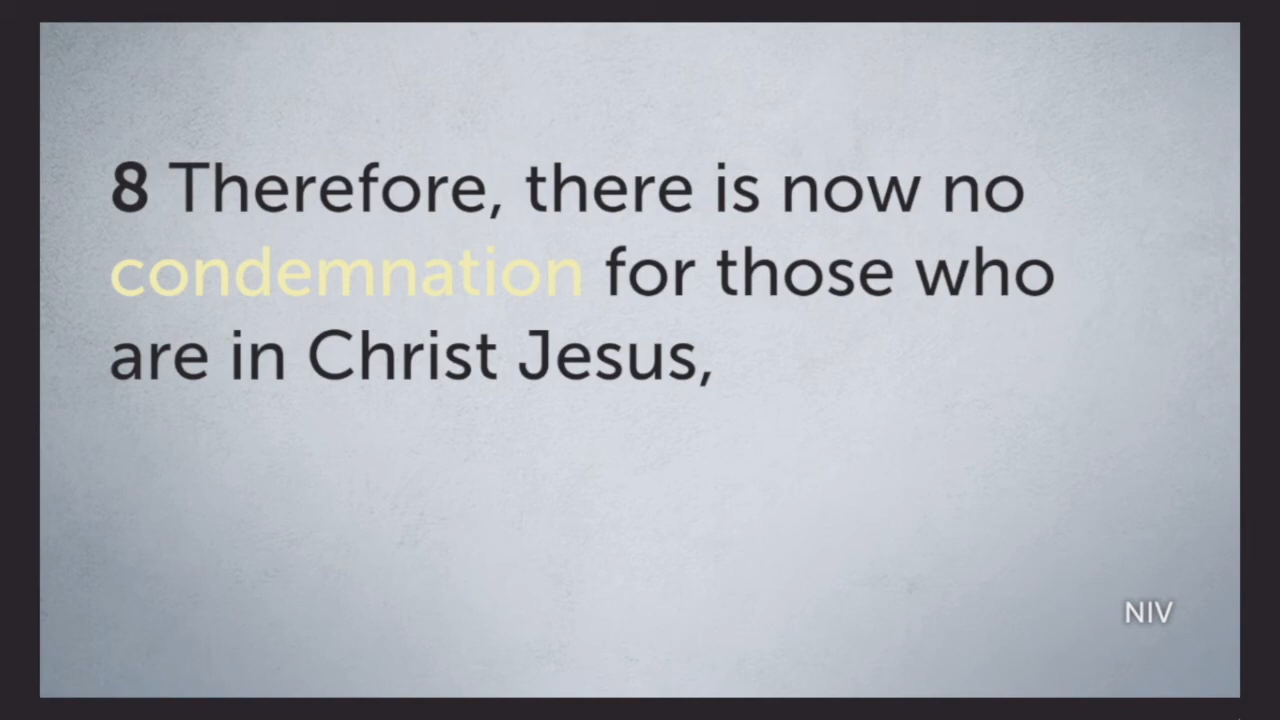 8 Therefore, there is now no
condemnation for those who
are in Christ Jesus,
NIV